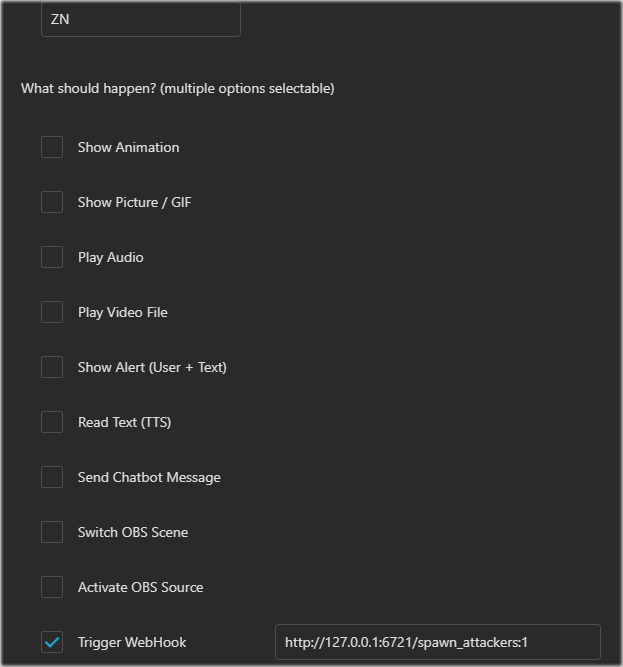 ZN
What should happen? (multiple options selectable)
Show Animation
Show Picture / GIF
Play Audio
Play Video File
Show Alert (User + Text)
Read Text (TTS)
Send Chatbot Message
Switch OBS Scene
Activate OBS Source
Trigger WebHook http://127.0.0.1:6721/spawn_attackers:1